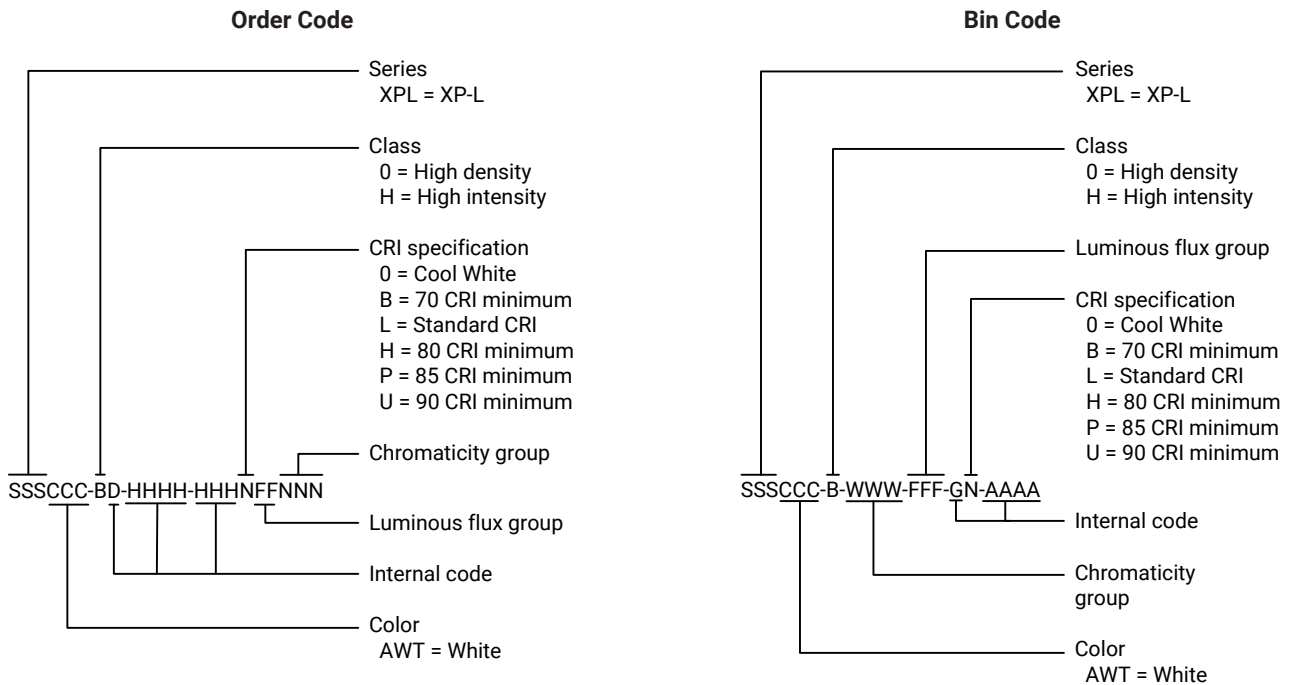 Order Code
Series
XPL = XP-L
Class
0 = High density
H = High intensity
CRI specification
0 = Cool White
B = 70 CRI minimum
L = Standard CRI
H = 80 CRI minimum
P = 85 CRI minimum
U = 90 CRI minimum
Chromaticity group
SSSCCC-BD-HHHH-HHHNFFNNN
Luminous flux group
Internal code
Color
AWT = White
Bin Code
Series
XPL = XP-L
Class
0 = High density
H = High intensity
Luminous flux group
CRI specification
0 = Cool White
B = 70 CRI minimum
L = Standard CRI
H = 80 CRI minimum
P = 85 CRI minimum
U = 90 CRI minimum
SSSCCC-B-WWW-FFF-GN-AAAA
Internal code
Chromaticity
group
Color
AWT = White